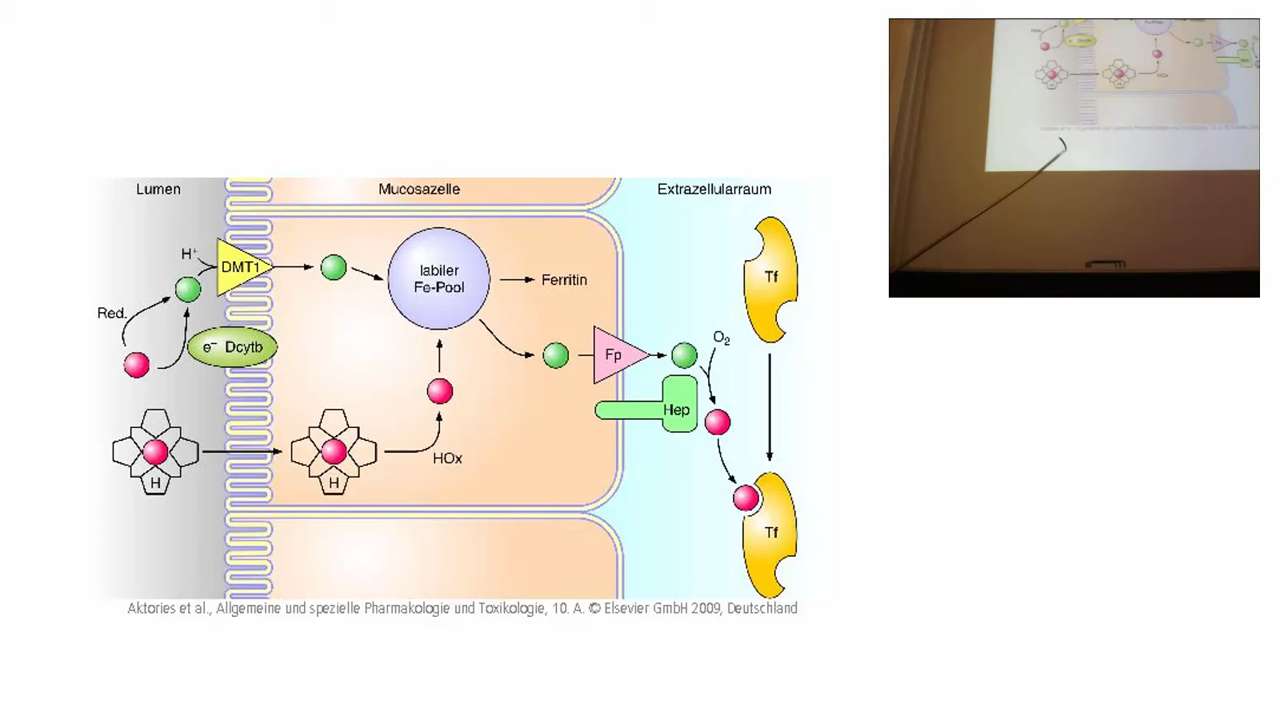 Lumen
Mucosazelle
Extrazellularraum
H⁺
DMT1
labiler
Fe-Pool
Ferritin
Tf
Red.
e⁻ Dcytb
Fp
O₂
Hep
H
H
HOx
Tf
Aktories et al., Allgemeine und spezielle Pharmakologie und Toxikologie, 10. A. © Elsevier GmbH 2009, Deutschland